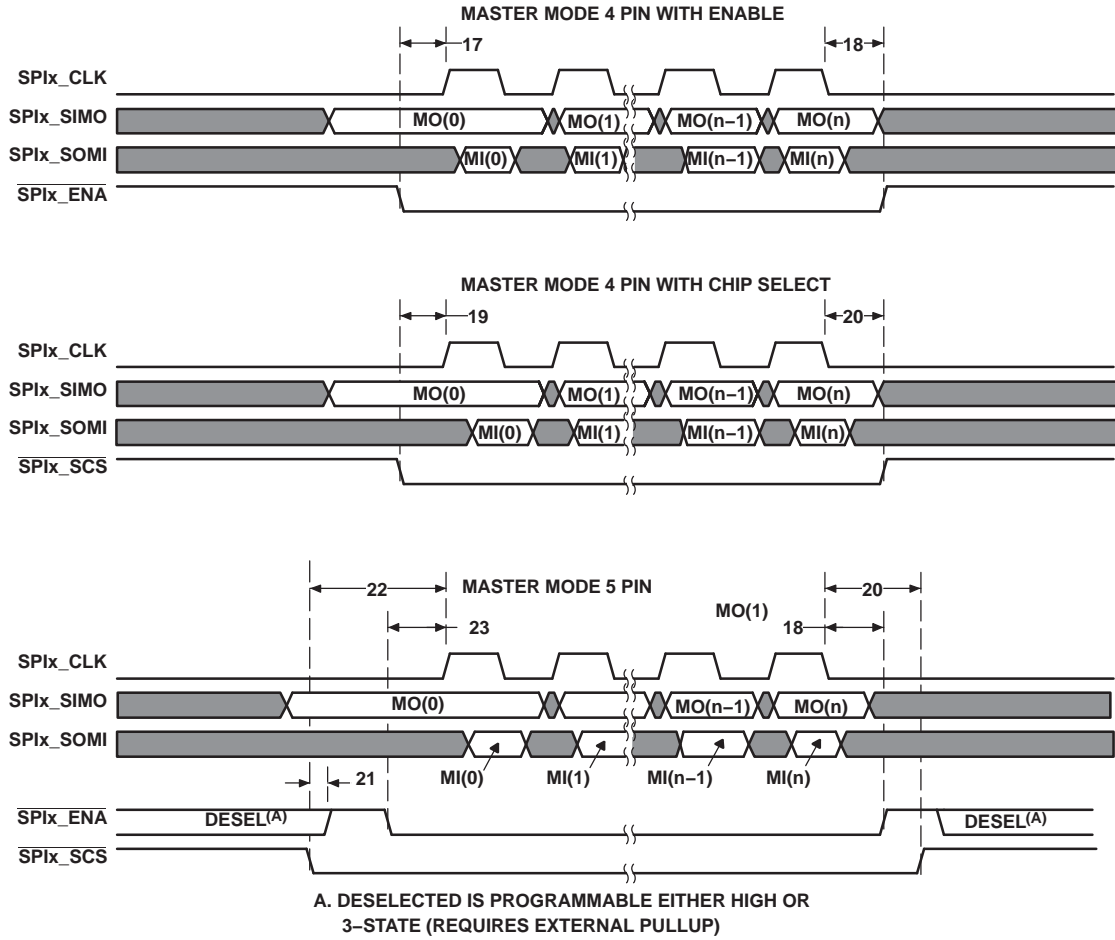 MASTER MODE 4 PIN WITH ENABLE
17
18
SPIx_CLK
SPIx_SIMO
MO(0) MO(1) MO(n−1) MO(n)
SPIx_SOMI
MI(0) MI(1) MI(n−1) MI(n)
SPIx_ENA
MASTER MODE 4 PIN WITH CHIP SELECT
19
20
SPIx_CLK
SPIx_SIMO
MO(0) MO(1) MO(n−1) MO(n)
SPIx_SOMI
MI(0) MI(1) MI(n−1) MI(n)
SPIx_SCS
22
MASTER MODE 5 PIN
20
MO(1)
23
18
SPIx_CLK
SPIx_SIMO
MO(0) MO(n−1) MO(n)
SPIx_SOMI
MI(0) MI(1) MI(n−1) MI(n)
21
SPIx_ENA
DESEL(A) DESEL(A)
SPIx_SCS
A. DESELECTED IS PROGRAMMABLE EITHER HIGH OR
3−STATE (REQUIRES EXTERNAL PULLUP)